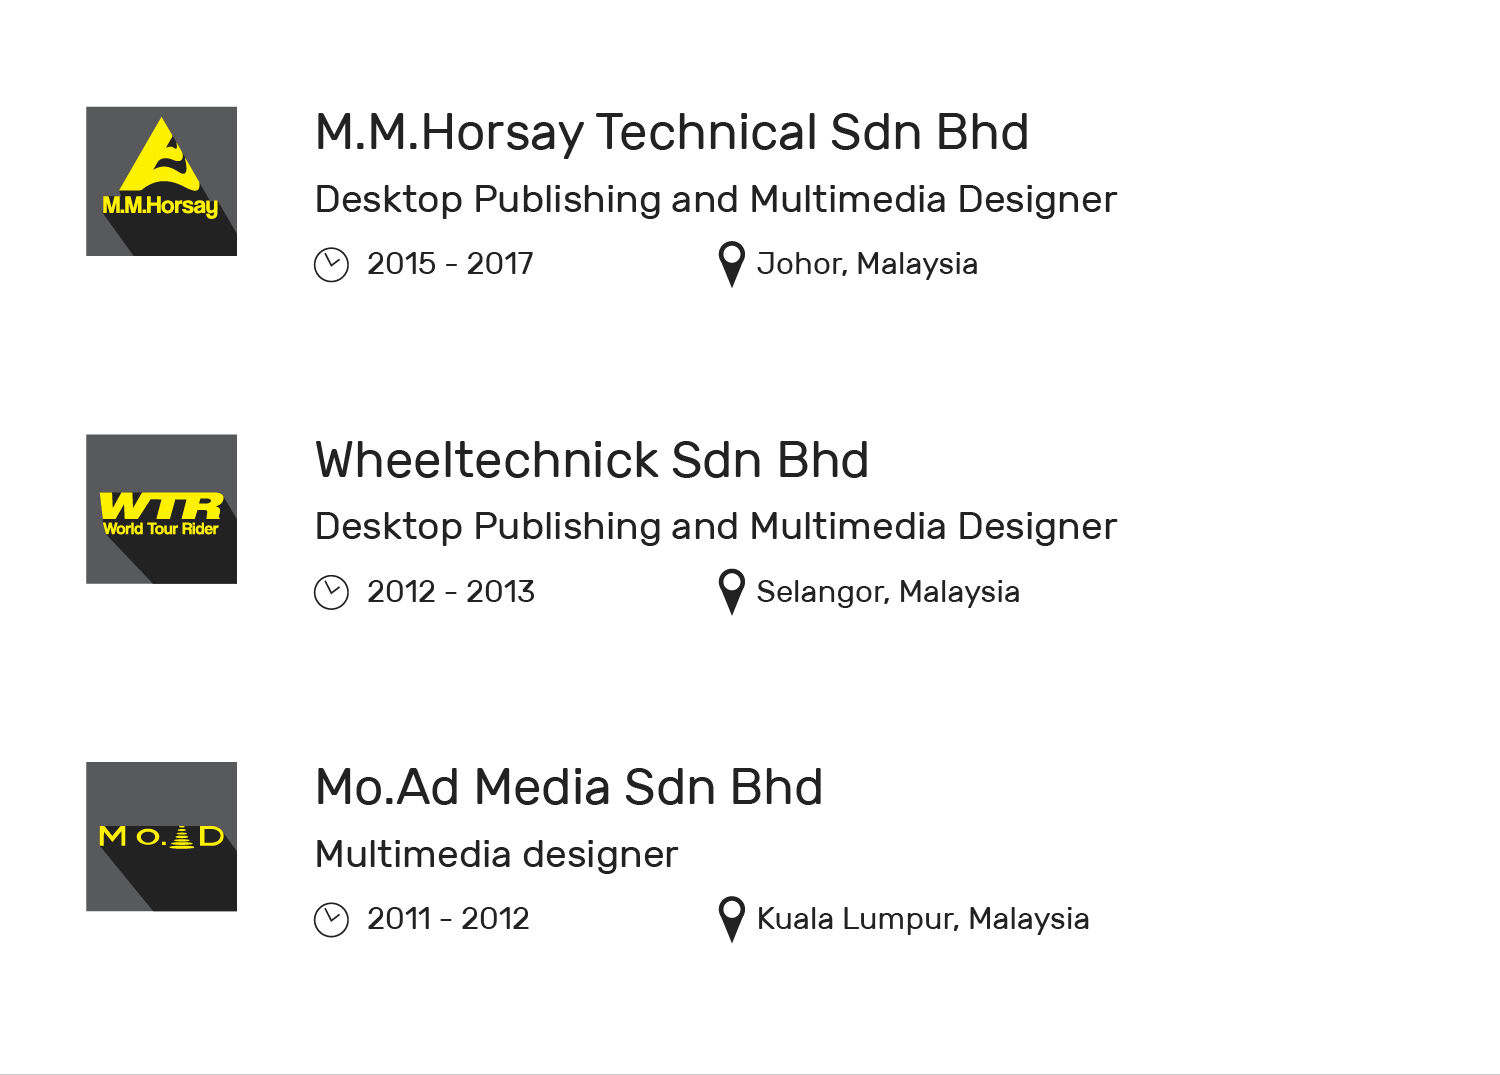 M.M.Horsay
M.M.Horsay Technical Sdn Bhd
Desktop Publishing and Multimedia Designer
2015 - 2017
Johor, Malaysia
WTR
World Tour Rider
Wheeltechnick Sdn Bhd
Desktop Publishing and Multimedia Designer
2012 - 2013
Selangor, Malaysia
MO.AD
Mo.Ad Media Sdn Bhd
Multimedia designer
2011 - 2012
Kuala Lumpur, Malaysia